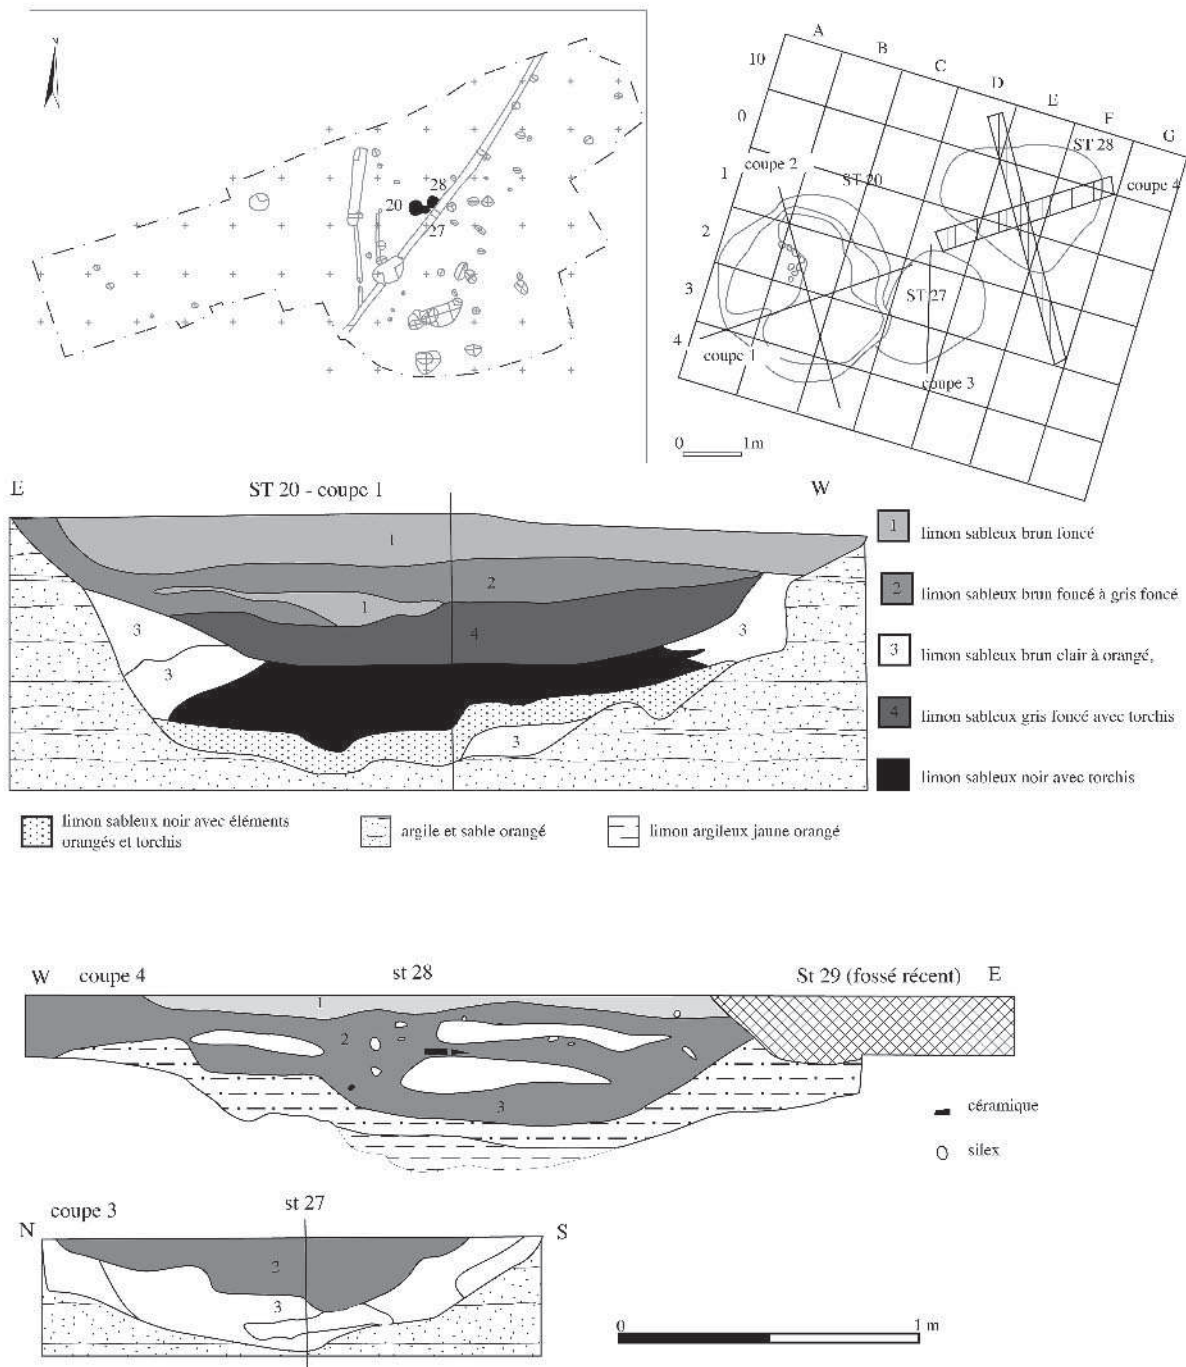 N
28
20
27
A
B
C
D
E
F
G
10
0
1
2
3
4
coupe 2
ST 20
ST 28
coupe 4
ST 27
coupe 1
coupe 3
0 1m
E ST 20 - coupe 1 W
1
2
1
3
4
3
3
3
1 limon sableux brun foncé
2 limon sableux brun foncé à gris foncé
3 limon sableux brun clair à orangé,
4 limon sableux gris foncé avec torchis
limon sableux noir avec torchis
limon sableux noir avec éléments
orangés et torchis
argile et sable orangé
limon argileux jaune orangé
W coupe 4 st 28 St 29 (fossé récent) E
1
2
3
céramique
silex
coupe 3 st 27
N S
3
0 1 m